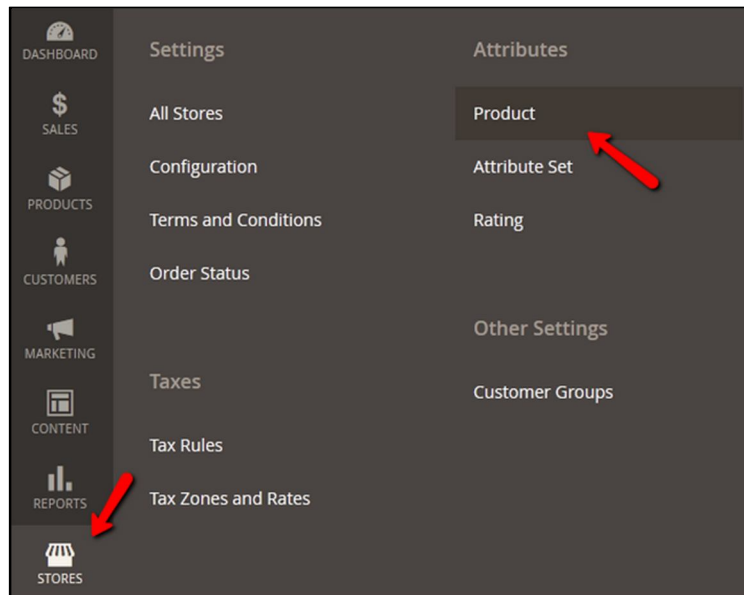 DASHBOARD
SALES
PRODUCTS
CUSTOMERS
MARKETING
CONTENT
REPORTS
STORES
Settings
All Stores
Configuration
Terms and Conditions
Order Status
Taxes
Tax Rules
Tax Zones and Rates
Attributes
Product
Attribute Set
Rating
Other Settings
Customer Groups